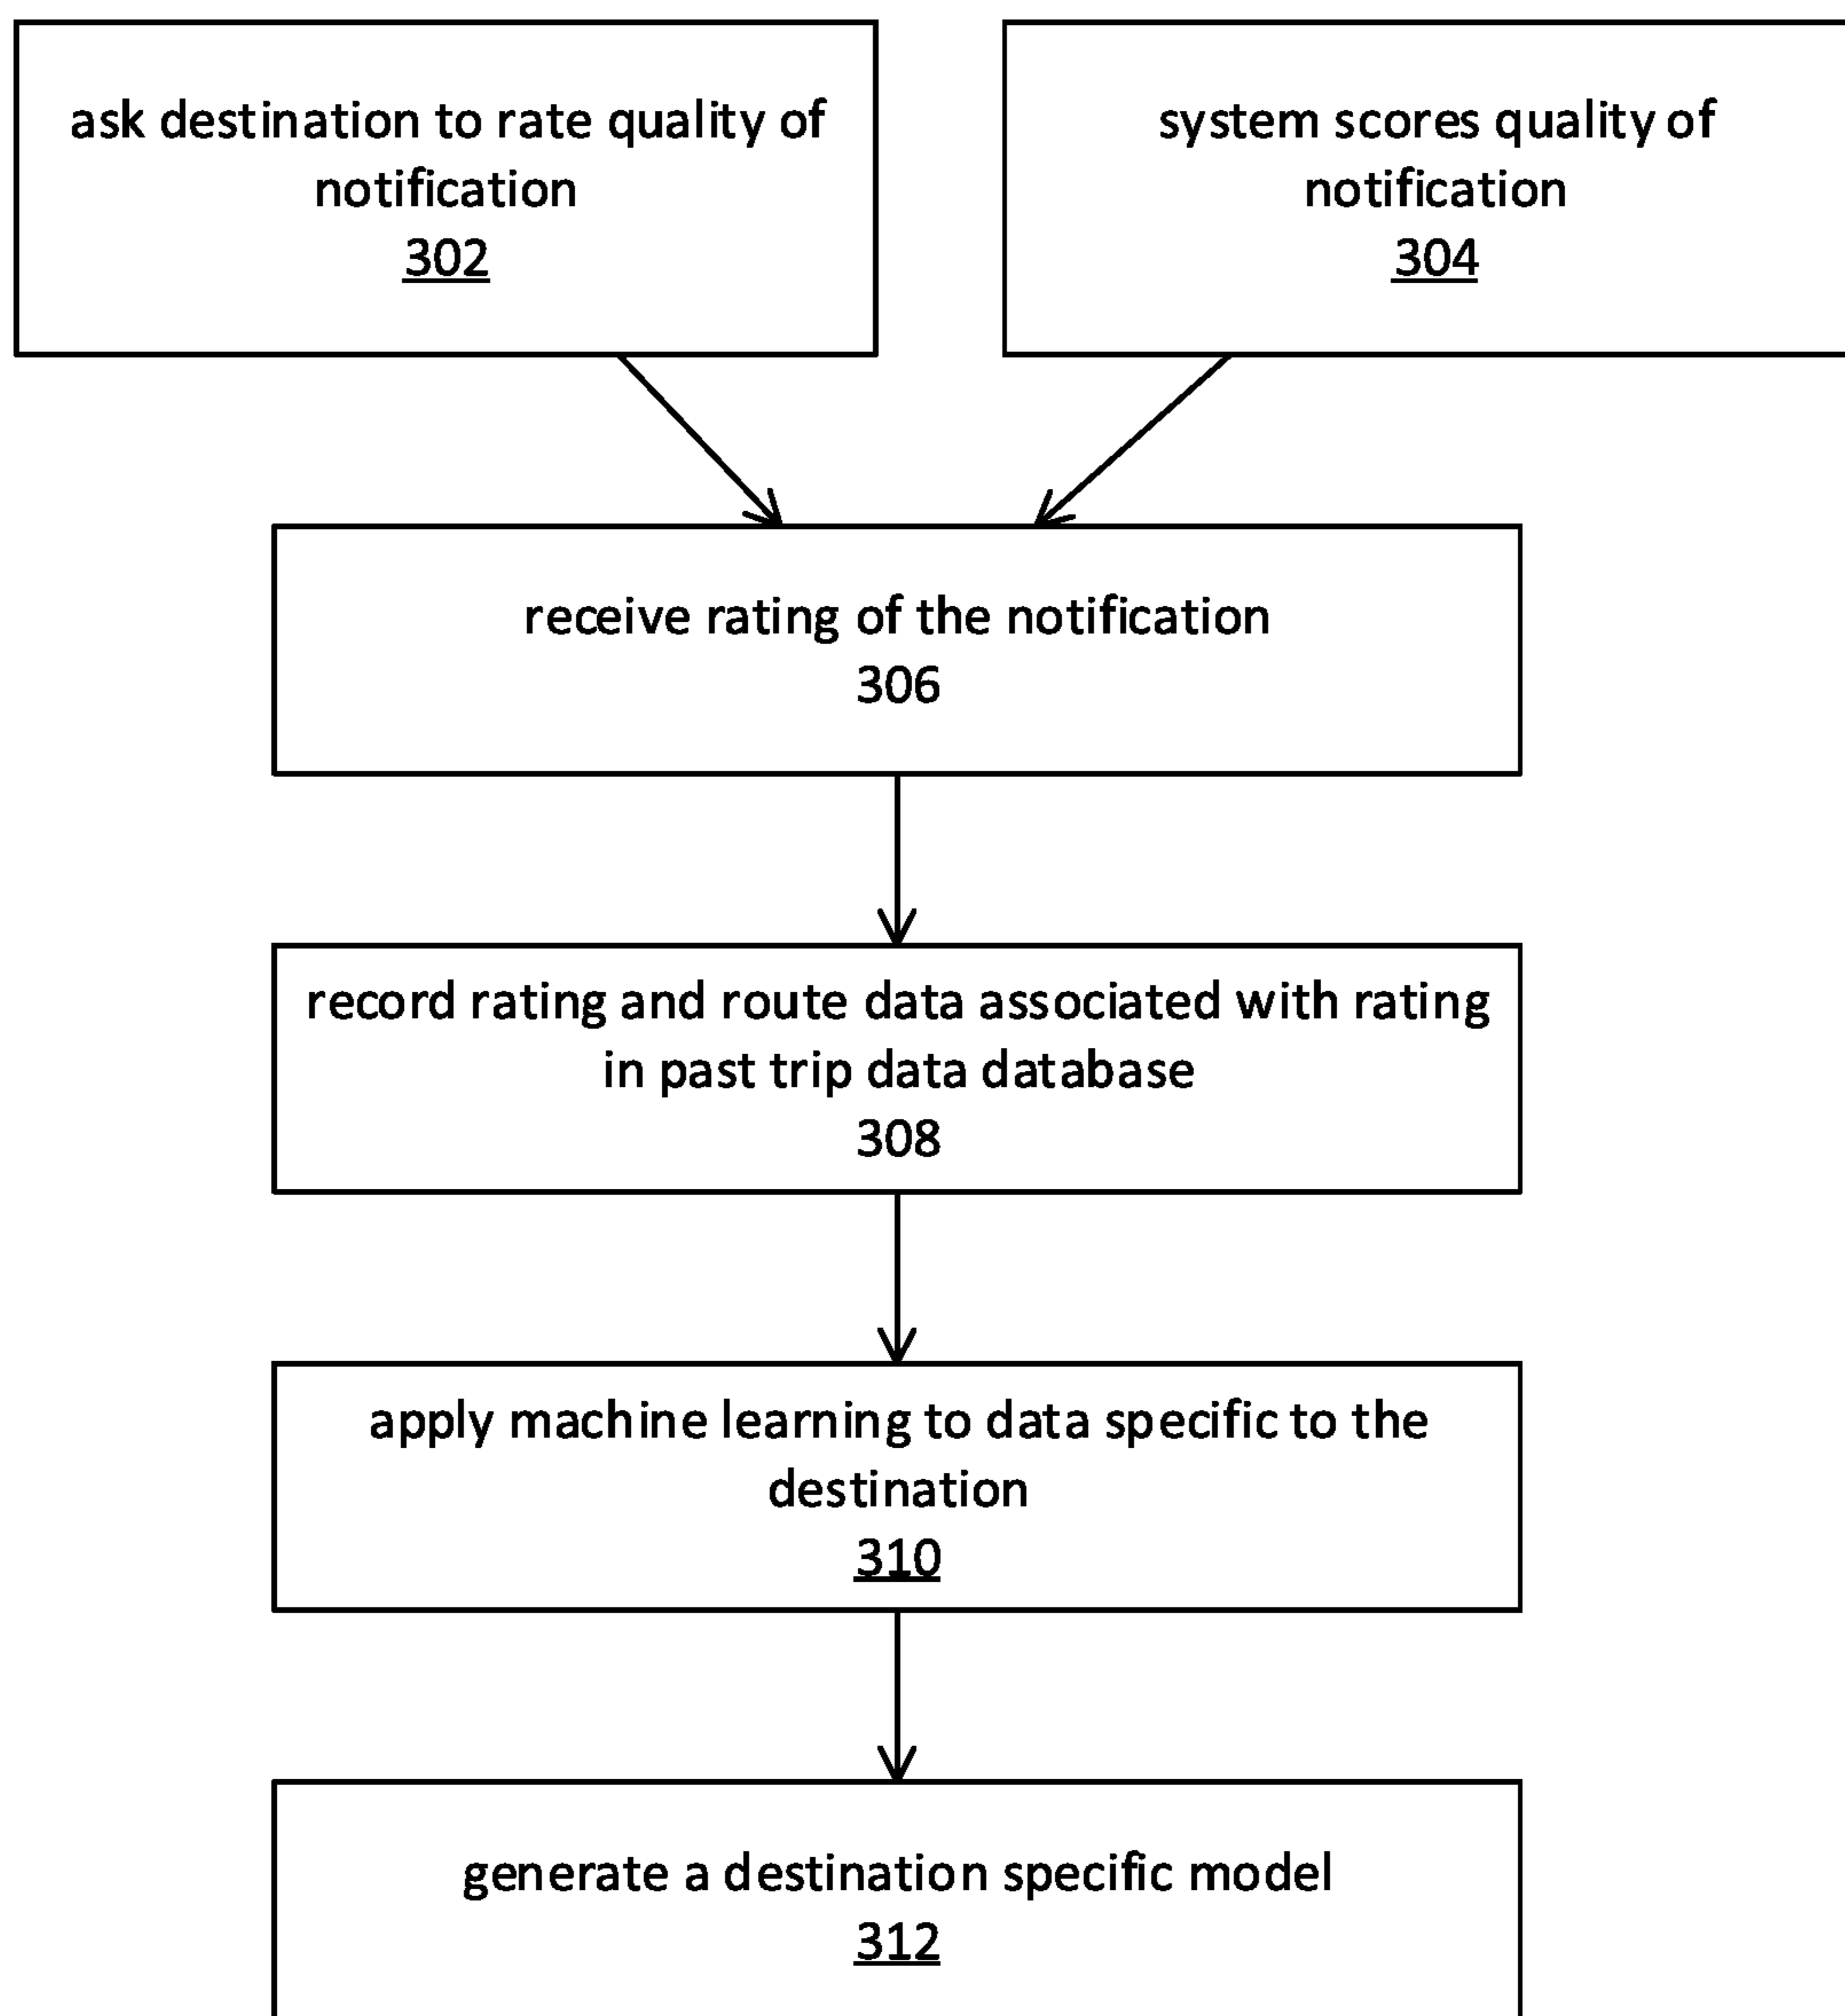 ask destination to rate quality of
notification
302
system scores quality of
notification
304
receive rating of the notification
306
record rating and route data associated with rating
in past trip data database
308
apply machine learning to data specific to the
destination
310
generate a destination specific model
312